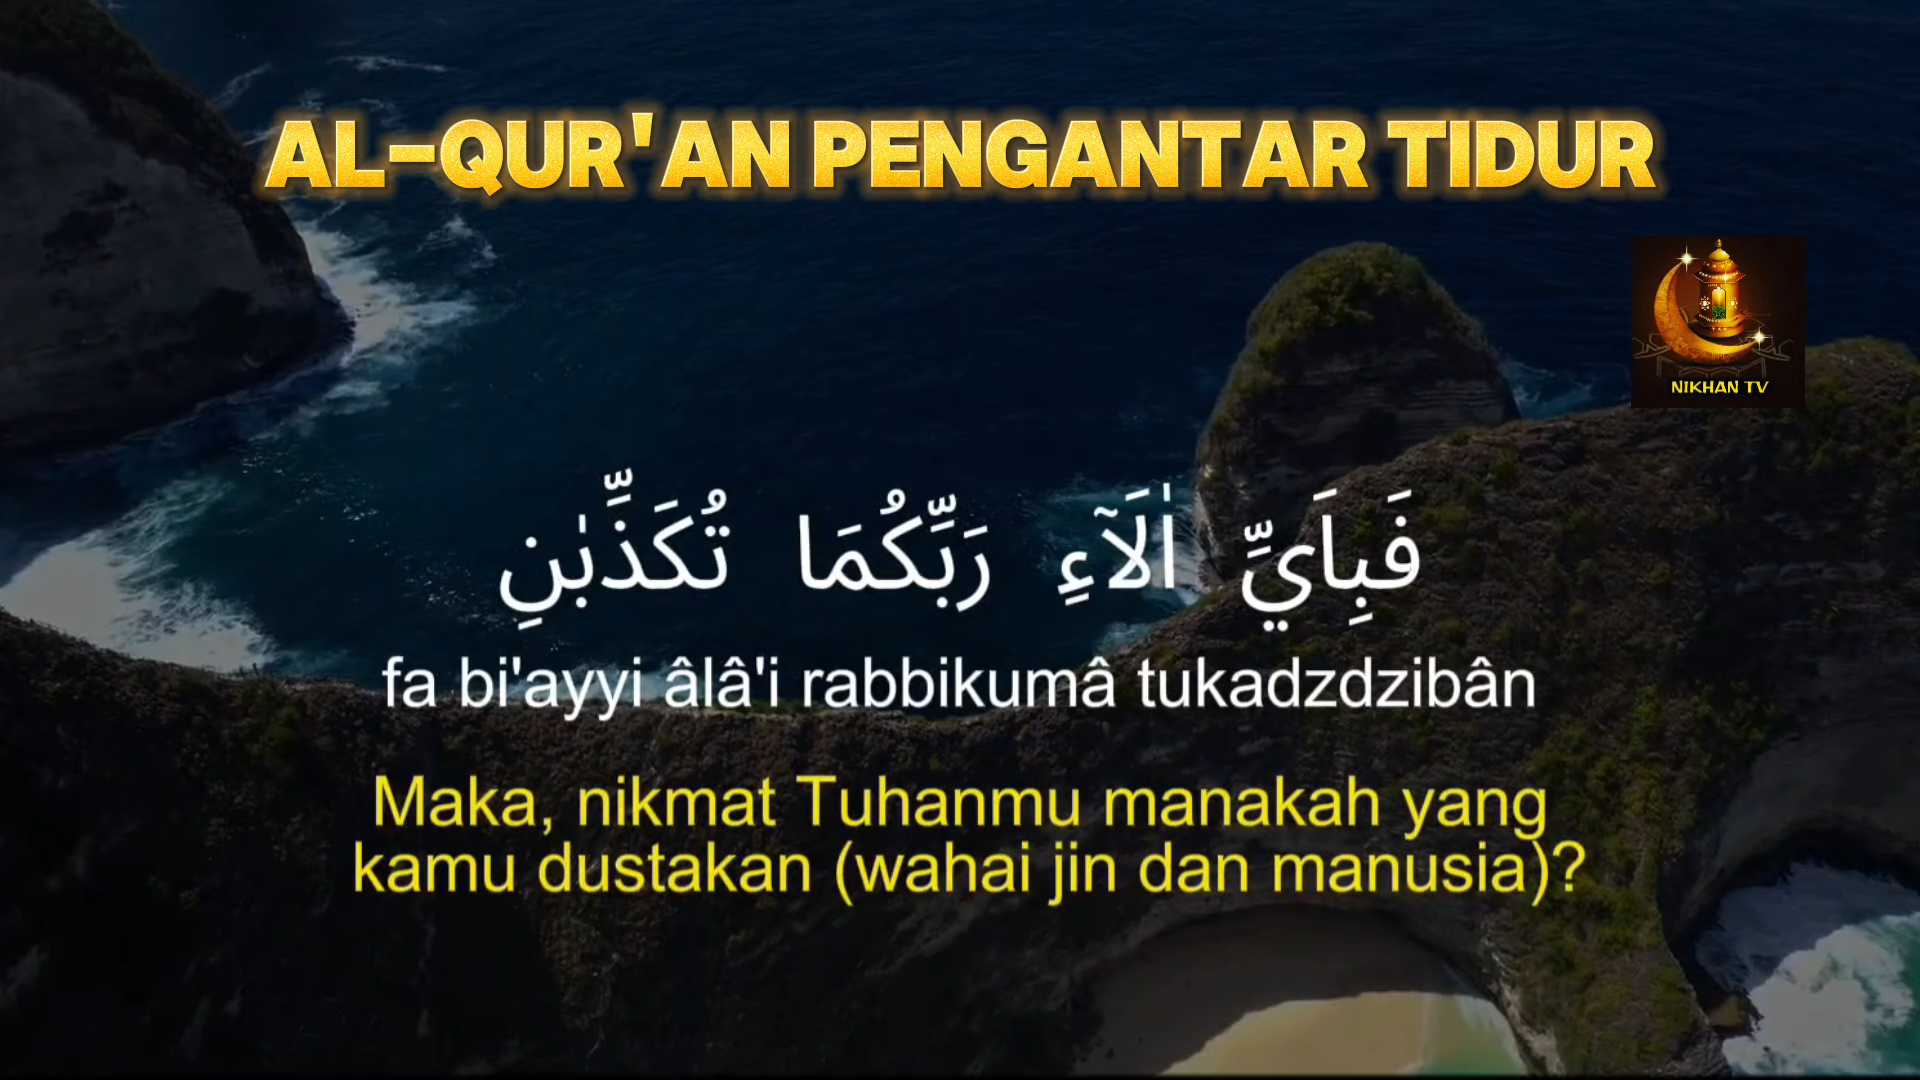 AL-QUR'AN PENGANTAR TIDUR
NIKHAN TV
فَبِاَيِّ اٰلَاۤءِ رَبِّكُمَا تُكَذِّبٰنِ
fa bi'ayyi âlâ'i rabbikumâ tukadzdzibân
Maka, nikmat Tuhanmu manakah yang
kamu dustakan (wahai jin dan manusia)?